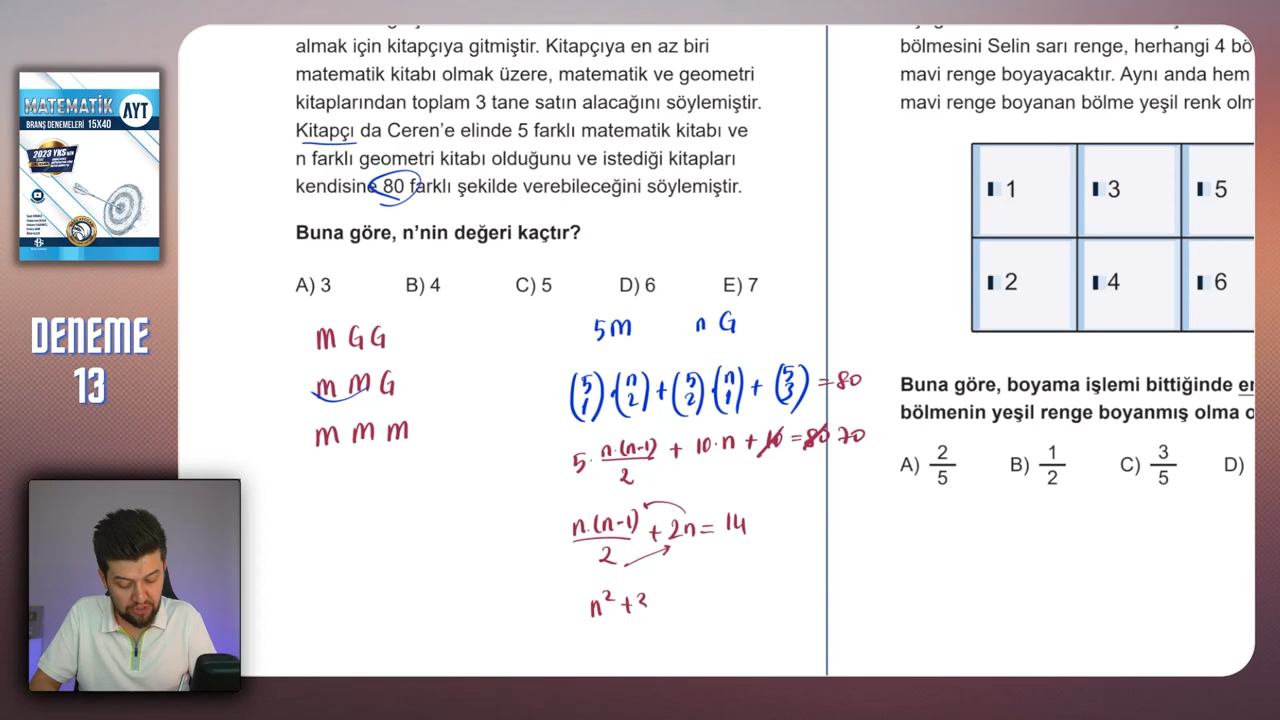 almak için kitapçıya gitmiştir. Kitapçıya en az biri
matematik kitabı olmak üzere, matematik ve geometri
kitaplarından toplam 3 tane satın alacağını söylemiştir.
Kitapçı da Ceren'e elinde 5 farklı matematik kitabı ve
n farklı geometri kitabı olduğunu ve istediği kitapları
kendisine 80 farklı şekilde verebileceğini söylemiştir.
Buna göre, n'nin değeri kaçtır?
A) 3 B) 4 C) 5 D) 6 E) 7
m G G
m m G
m m m
5m n G
(5 1) · (n 2) + (5 2) · (n 1) + (5 3) = 80
5 · n·(n-1)/2 + 10·n + 10 = 80 70
n·(n-1)/2 + 2n = 14
n² + 3
MATEMATİK AYT
BRANŞ DENEMELERİ 15X40
2023 YKS'NİN
DENEME
13
bölmesini Selin sarı renge, herhangi 4 bö
mavi renge boyayacaktır. Aynı anda hem
mavi renge boyanan bölme yeşil renk olm
1 3 5
2 4 6
Buna göre, boyama işlemi bittiğinde e
bölmenin yeşil renge boyanmış olma o
A) 2/5 B) 1/2 C) 3/5 D)